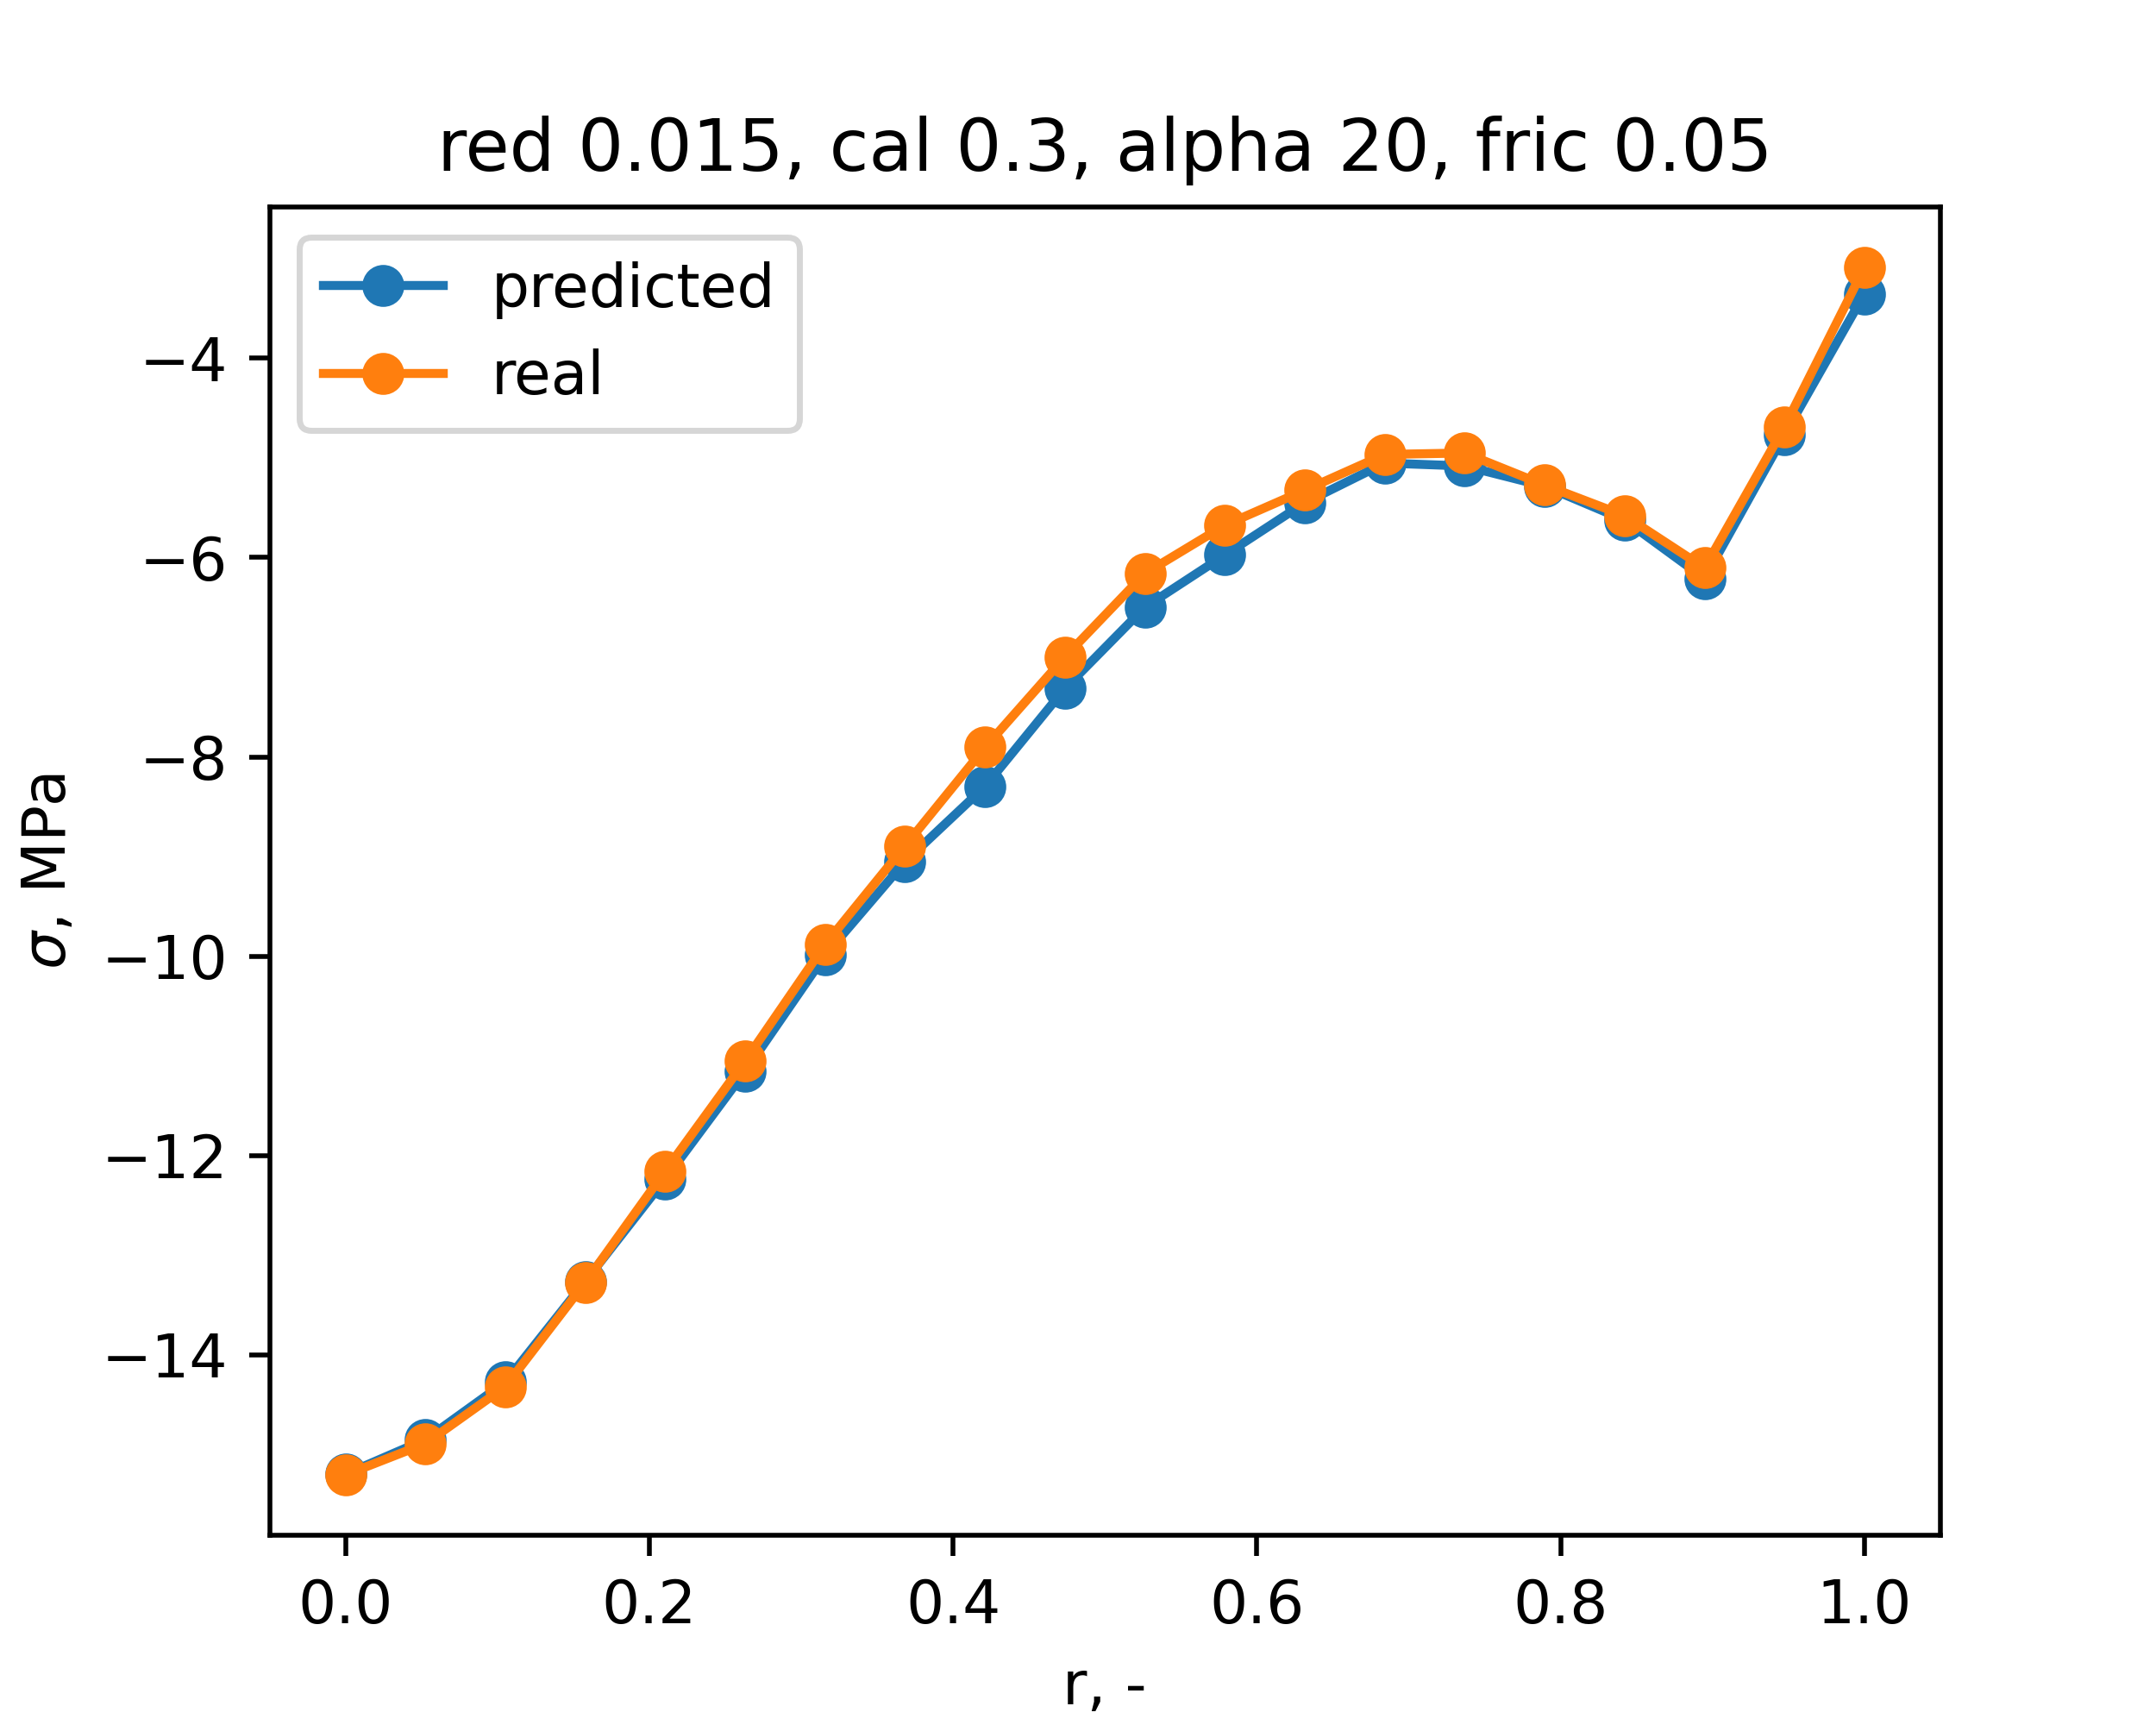 red 0.015, cal 0.3, alpha 20, fric 0.05
predicted
real
−4
−6
−8
−10
−12
−14
σ, MPa
0.0 0.2 0.4 0.6 0.8 1.0
r, -